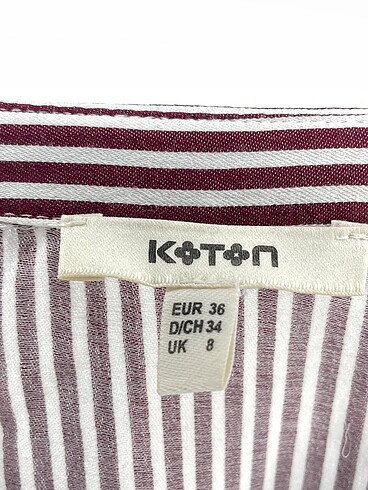 KOTON
EUR 36
D/CH 34
UK 8